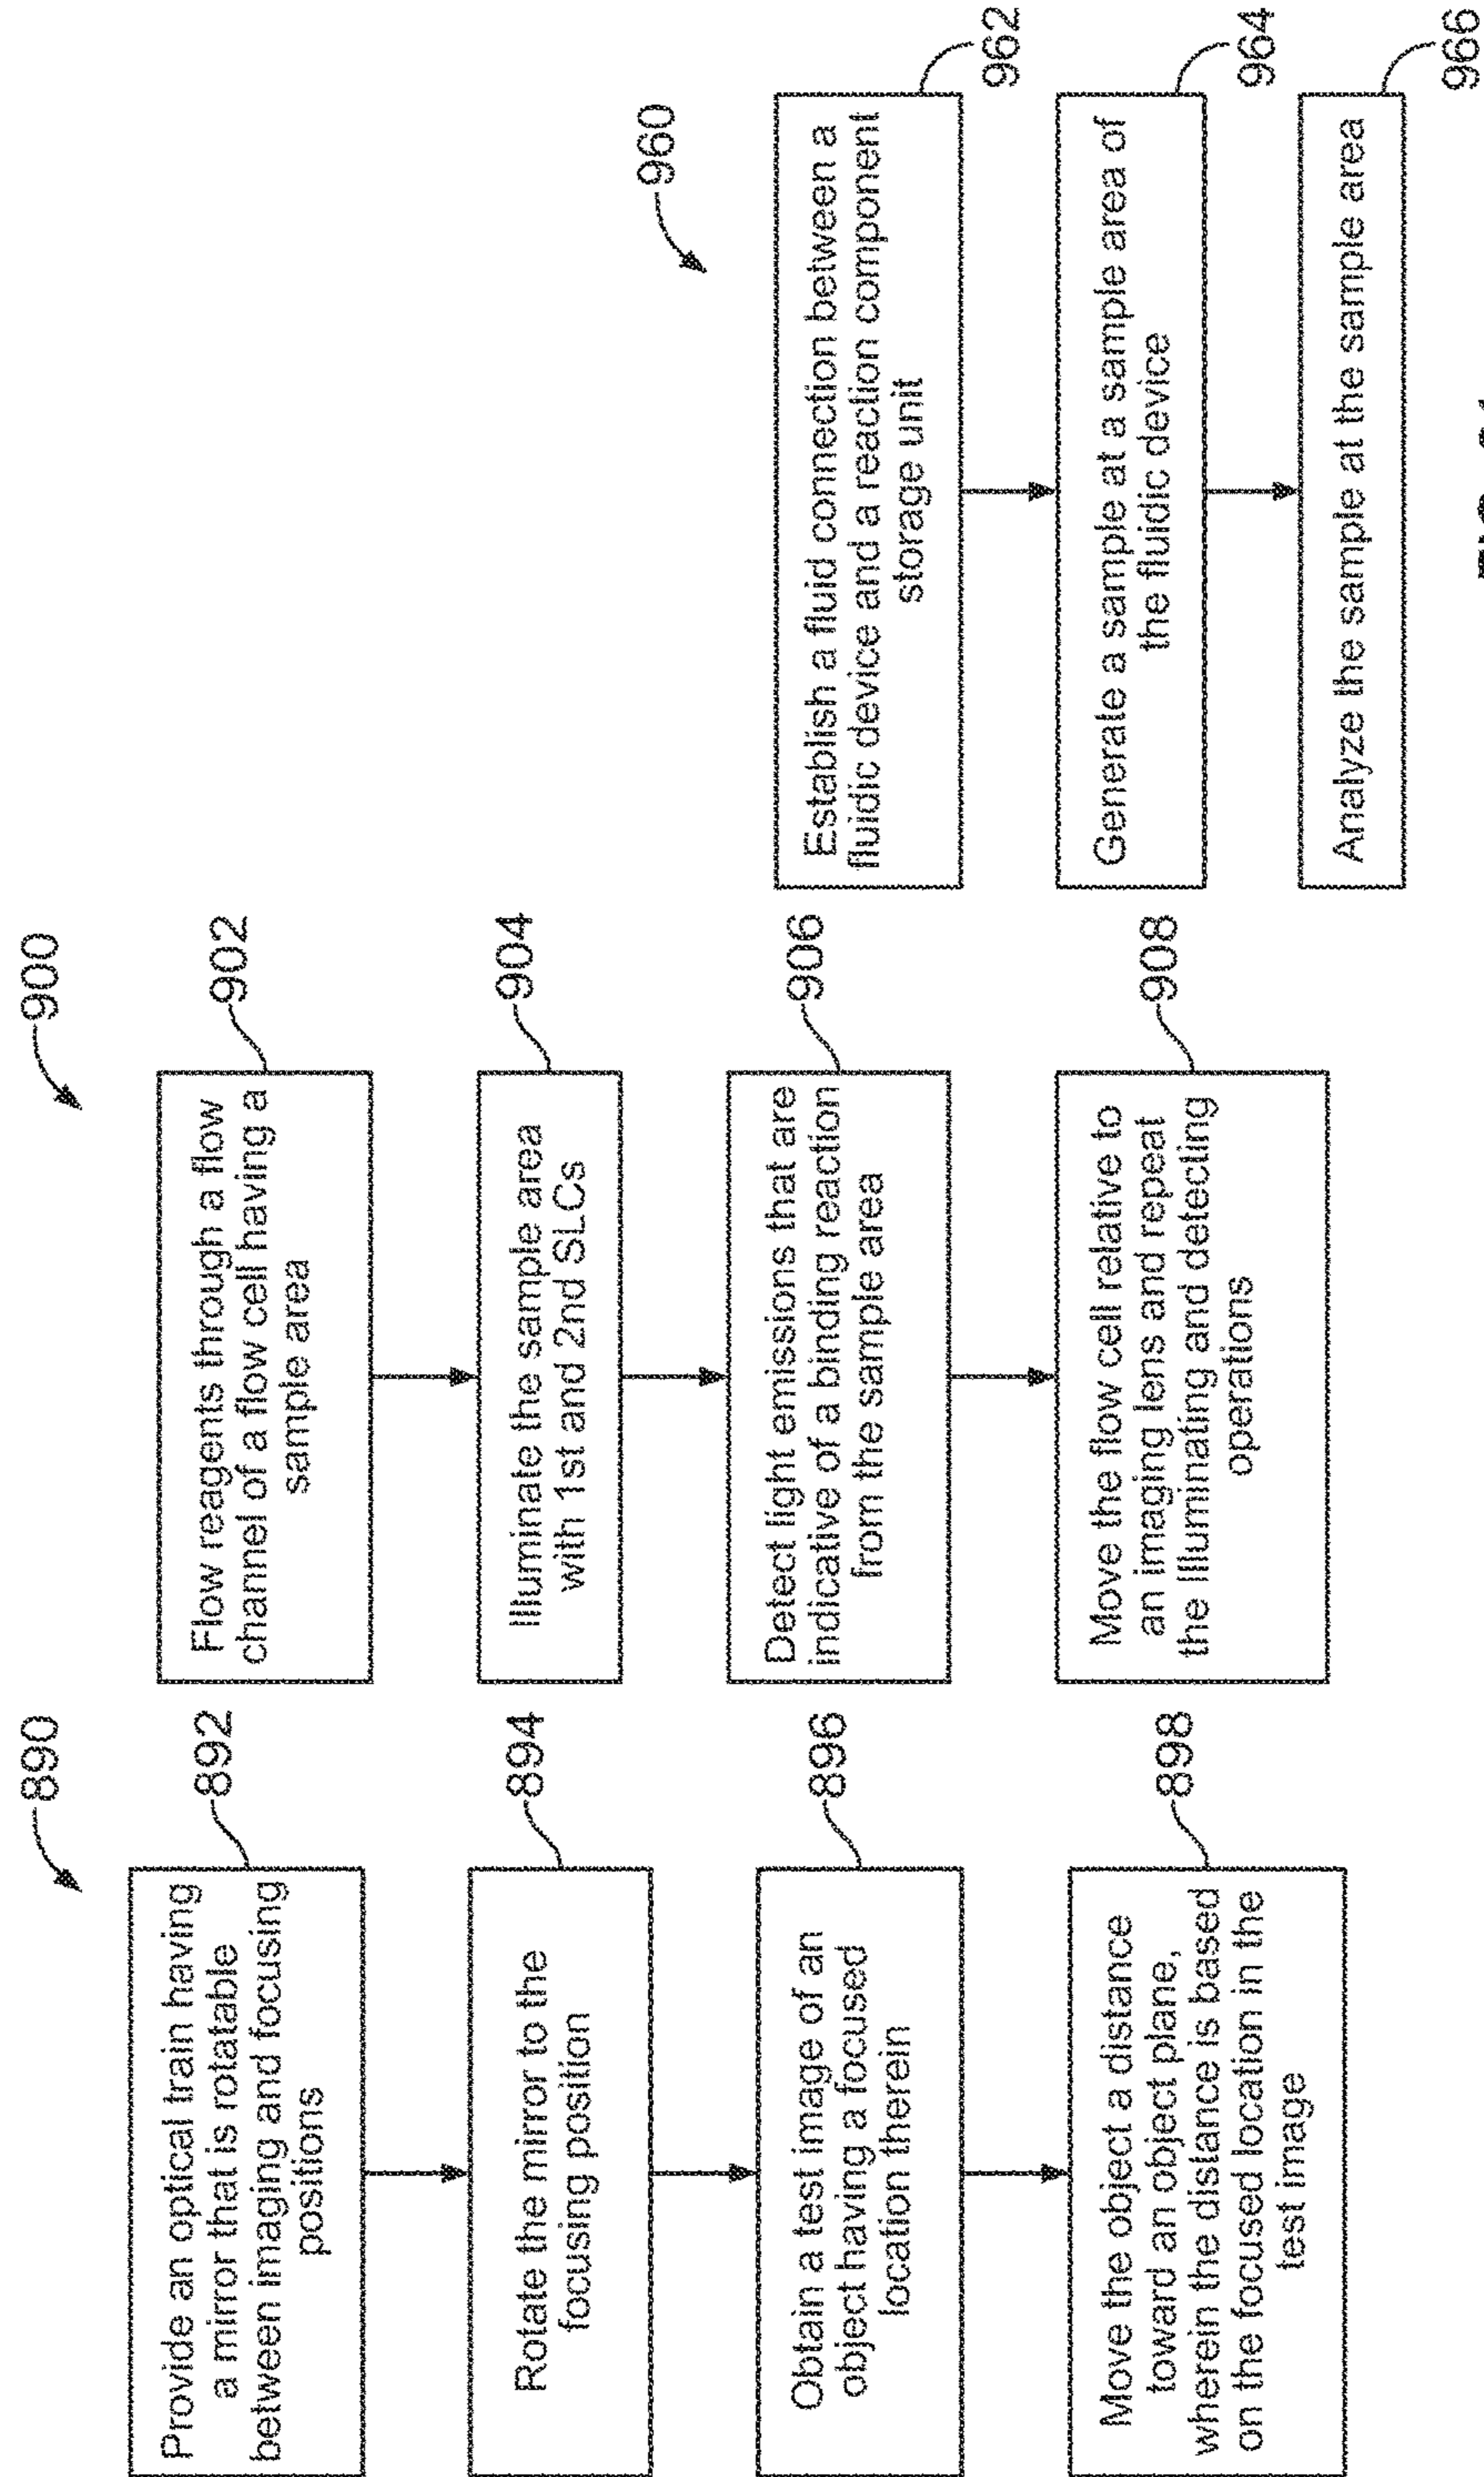 890
Provide an optical train having
a mirror that is rotatable
between imaging and focusing
positions
892
Rotate the mirror to the
focusing position
894
Obtain a test image of an
object having a focused
location therein
896
Move the object a distance
toward an object plane,
wherein the distance is based
on the focused location in the
test image
898
900
Flow reagents through a flow
channel of a flow cell having a
sample area
902
Illuminate the sample area
with 1st and 2nd SLCs
904
Detect light emissions that are
indicative of a binding reaction
from the sample area
906
Move the flow cell relative to
an imaging lens and repeat
the Illuminating and detecting
operations
908
960
Establish a fluid connection between a
fluidic device and a reaction component
storage unit
962
Generate a sample at a sample area of
the fluidic device
964
Analyze the sample at the sample area
966